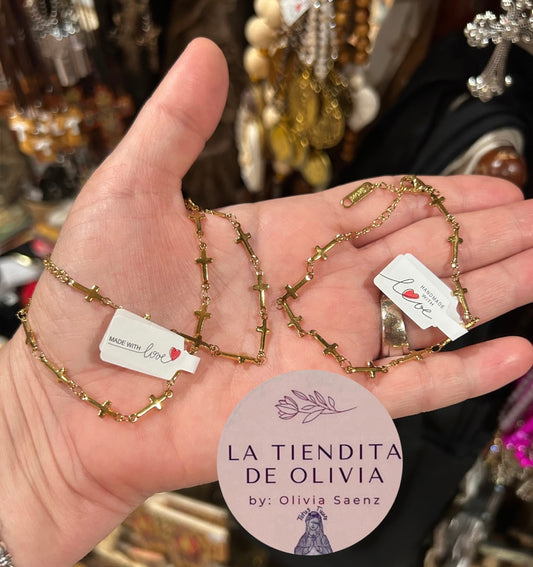 HANDMADE
WITH
love
MADE WITH
love
LA TIENDITA
DE OLIVIA
by: Olivia Saenz